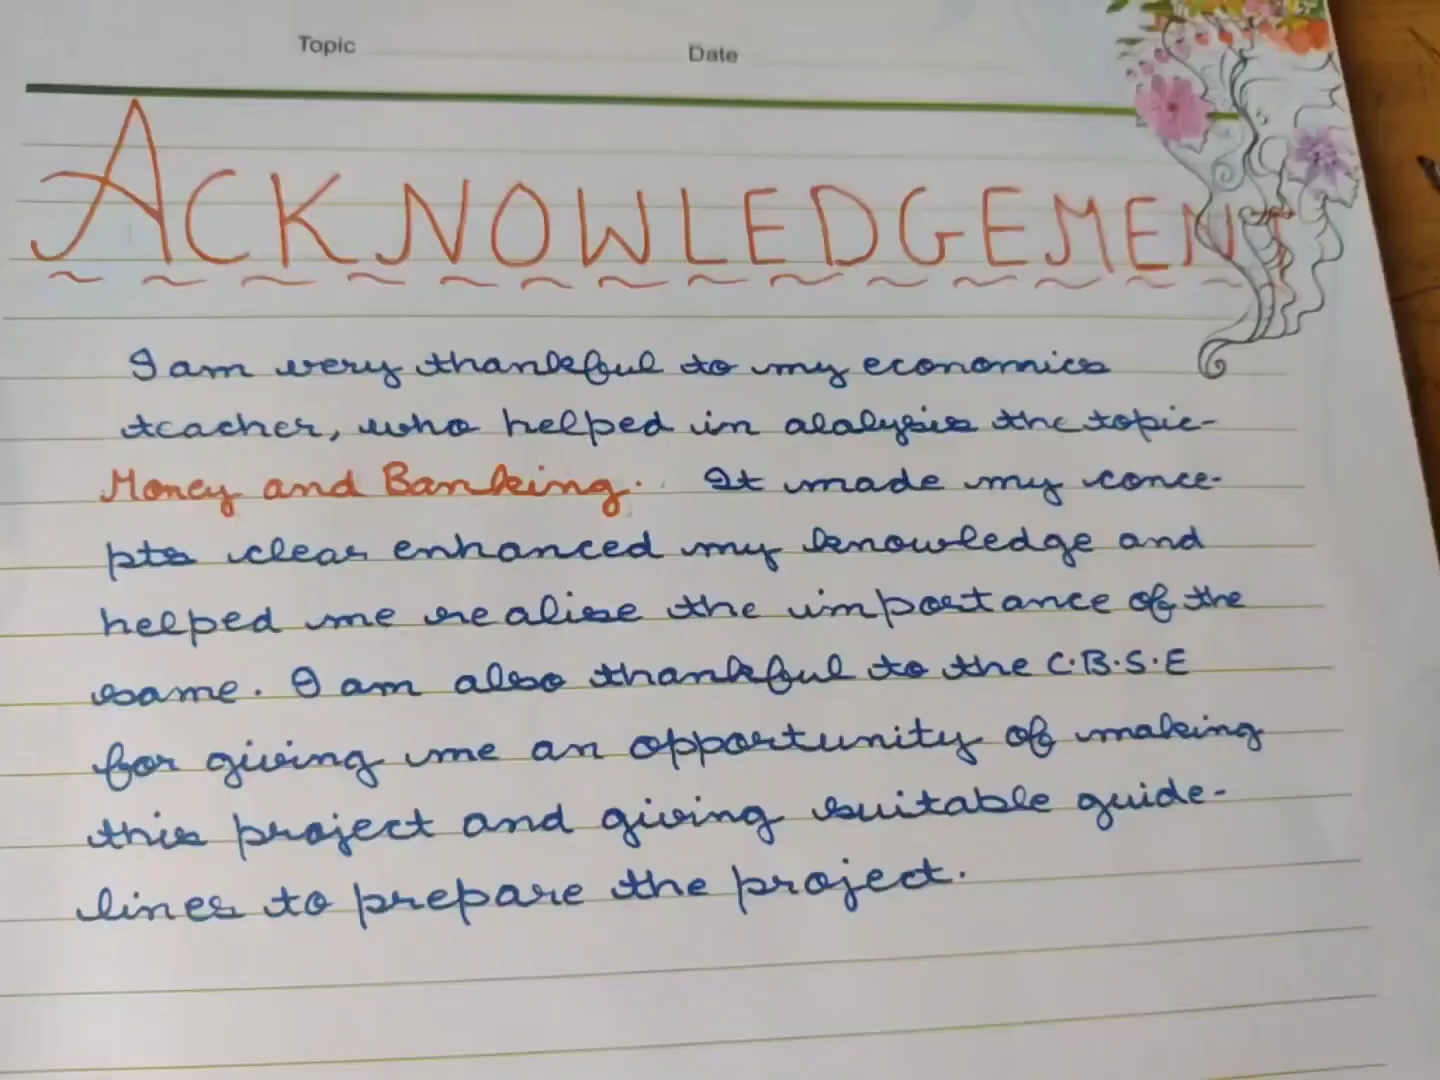 Topic Date
ACKNOWLEDGEMENT
I am very thankful to my economics
teacher, who helped in alalysis the topic-
Money and Banking. It made my conce-
pts clear enhanced my knowledge and
helped me realise the importance of the
same. I am also thankful to the C.B.S.E
for giving me an opportunity of making
this project and giving suitable guide-
lines to prepare the project.